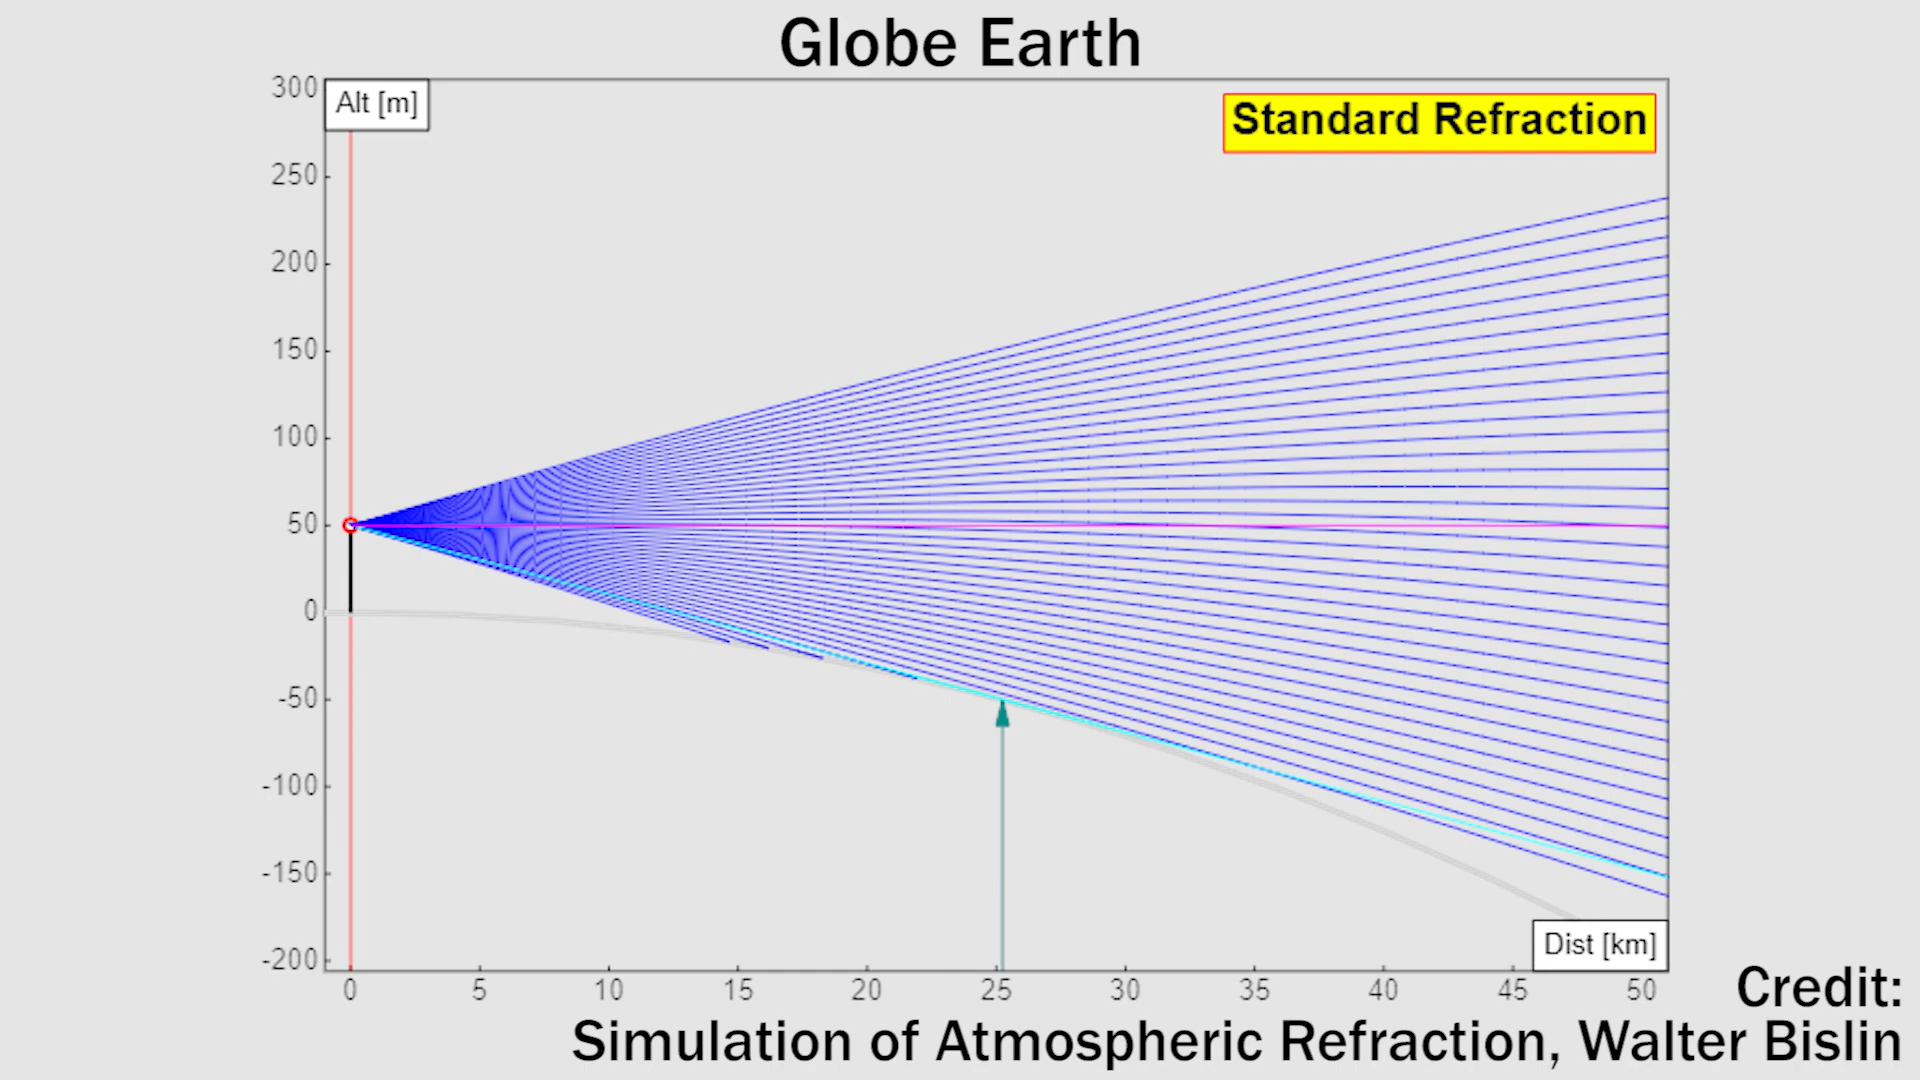 Globe Earth
Alt [m]
Standard Refraction
300
250
200
150
100
50
0
-50
-100
-150
-200
Dist [km]
0 5 10 15 20 25 30 35 40 45 50
Credit:
Simulation of Atmospheric Refraction, Walter Bislin